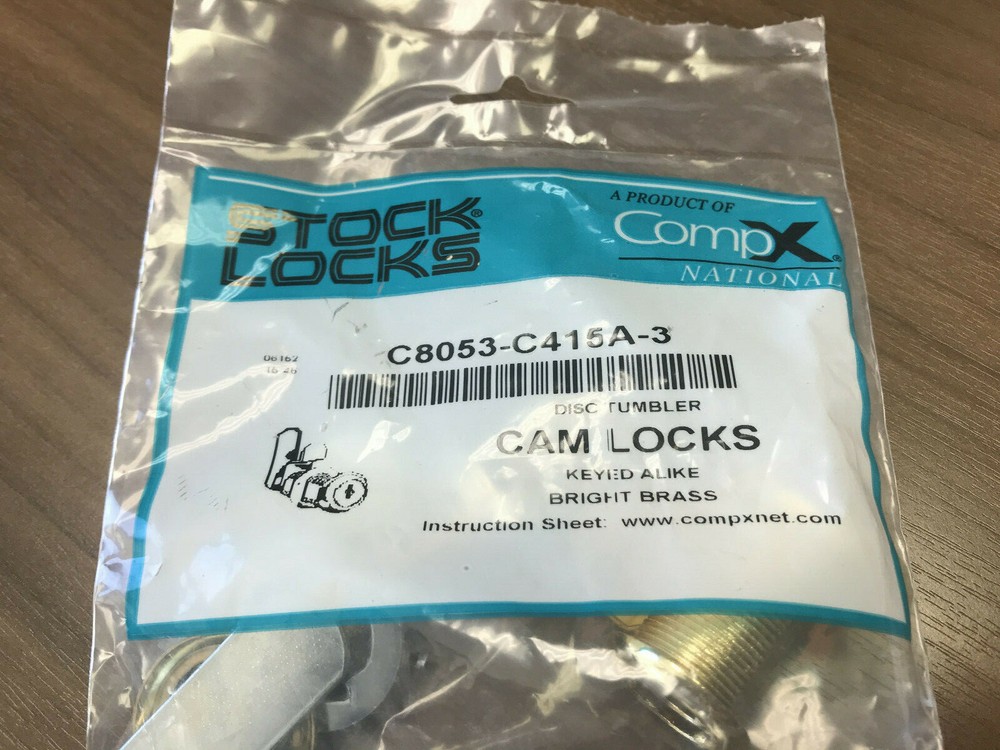 STOCK®
LOCKS
A PRODUCT OF
CompX®
NATIONAL
C8053-C415A-3
06162
DISC TUMBLER
CAM LOCKS
KEYED ALIKE
BRIGHT BRASS
Instruction Sheet: www.compxnet.com